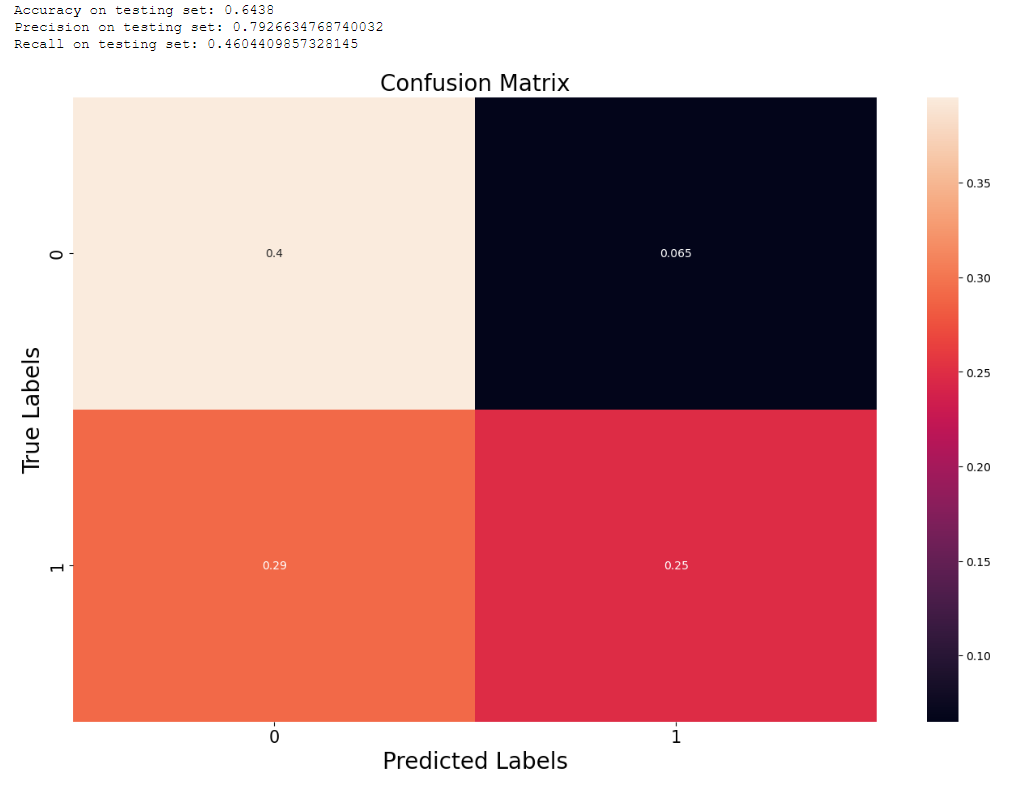 Accuracy on testing set: 0.6438
Precision on testing set: 0.7926634768740032
Recall on testing set: 0.4604409857328145
Confusion Matrix
0.4
0.065
0.29
0.25
True Labels
0
1
0
1
Predicted Labels
0.35
0.30
0.25
0.20
0.15
0.10